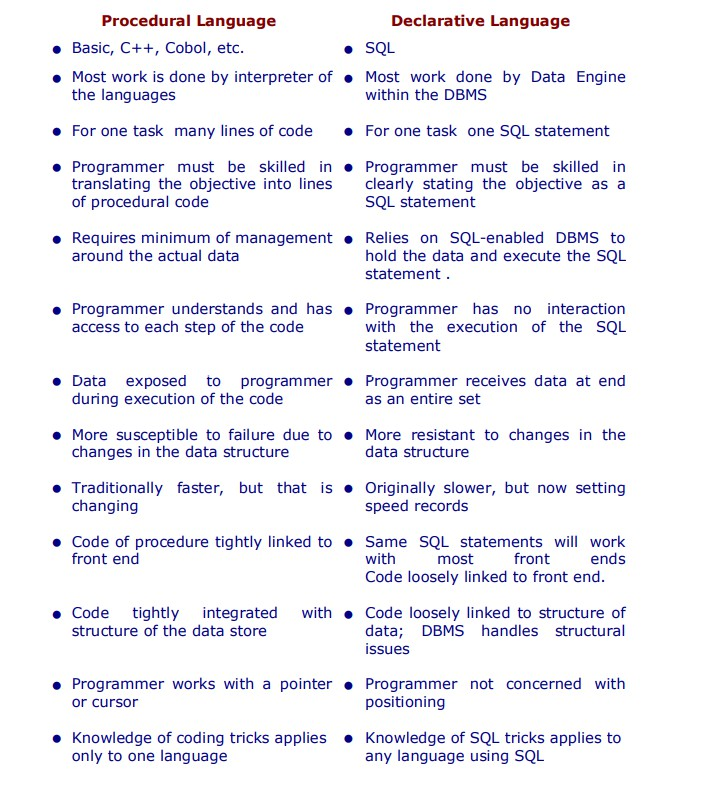 Procedural Language
Basic, C++, Cobol, etc.
Most work is done by interpreter of
the languages
For one task many lines of code
Programmer must be skilled in
translating the objective into lines
of procedural code
Requires minimum of management
around the actual data
Programmer understands and has
access to each step of the code
Data exposed to programmer
during execution of the code
More susceptible to failure due to
changes in the data structure
Traditionally faster, but that is
changing
Code of procedure tightly linked to
front end
Code tightly integrated with
structure of the data store
Programmer works with a pointer
or cursor
Knowledge of coding tricks applies
only to one language
Declarative Language
SQL
Most work done by Data Engine
within the DBMS
For one task one SQL statement
Programmer must be skilled in
clearly stating the objective as a
SQL statement
Relies on SQL-enabled DBMS to
hold the data and execute the SQL
statement .
Programmer has no interaction
with the execution of the SQL
statement
Programmer receives data at end
as an entire set
More resistant to changes in the
data structure
Originally slower, but now setting
speed records
Same SQL statements will work
with most front ends
Code loosely linked to front end.
Code loosely linked to structure of
data; DBMS handles structural
issues
Programmer not concerned with
positioning
Knowledge of SQL tricks applies to
any language using SQL